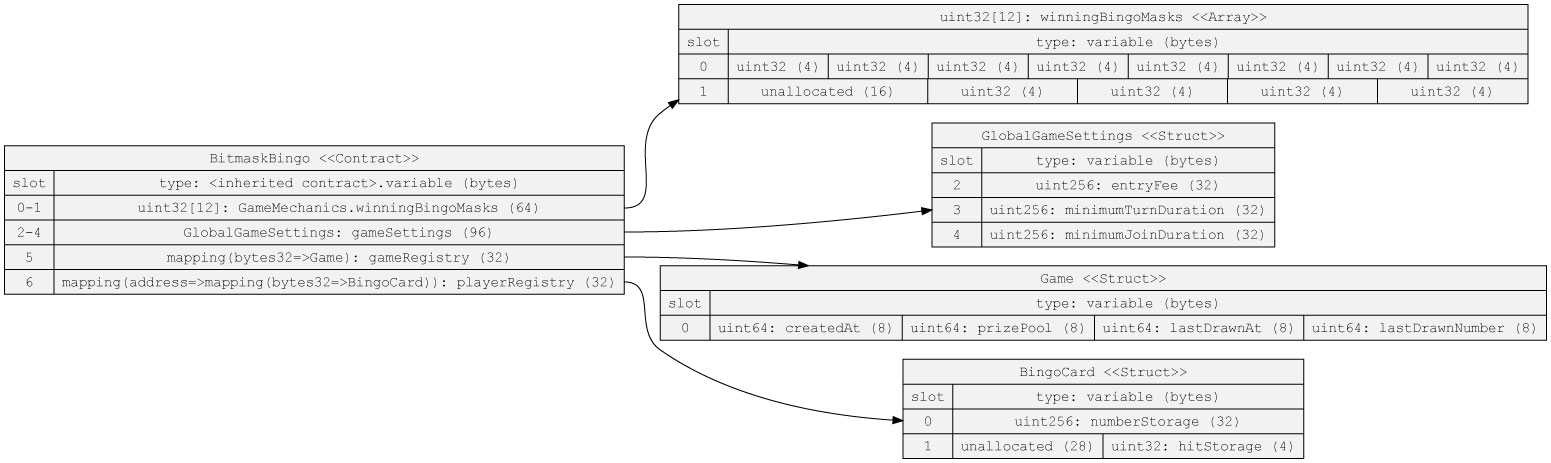 BitmaskBingo <<Contract>>
slot type: <inherited contract>.variable (bytes)
0-1 uint32[12]: GameMechanics.winningBingoMasks (64)
2-4 GlobalGameSettings: gameSettings (96)
5 mapping(bytes32=>Game): gameRegistry (32)
6 mapping(address=>mapping(bytes32=>BingoCard)): playerRegistry (32)
uint32[12]: winningBingoMasks <<Array>>
slot type: variable (bytes)
0 uint32 (4) uint32 (4) uint32 (4) uint32 (4) uint32 (4) uint32 (4) uint32 (4) uint32 (4)
1 unallocated (16) uint32 (4) uint32 (4) uint32 (4) uint32 (4)
GlobalGameSettings <<Struct>>
slot type: variable (bytes)
2 uint256: entryFee (32)
3 uint256: minimumTurnDuration (32)
4 uint256: minimumJoinDuration (32)
Game <<Struct>>
slot type: variable (bytes)
0 uint64: createdAt (8) uint64: prizePool (8) uint64: lastDrawnAt (8) uint64: lastDrawnNumber (8)
BingoCard <<Struct>>
slot type: variable (bytes)
0 uint256: numberStorage (32)
1 unallocated (28) uint32: hitStorage (4)